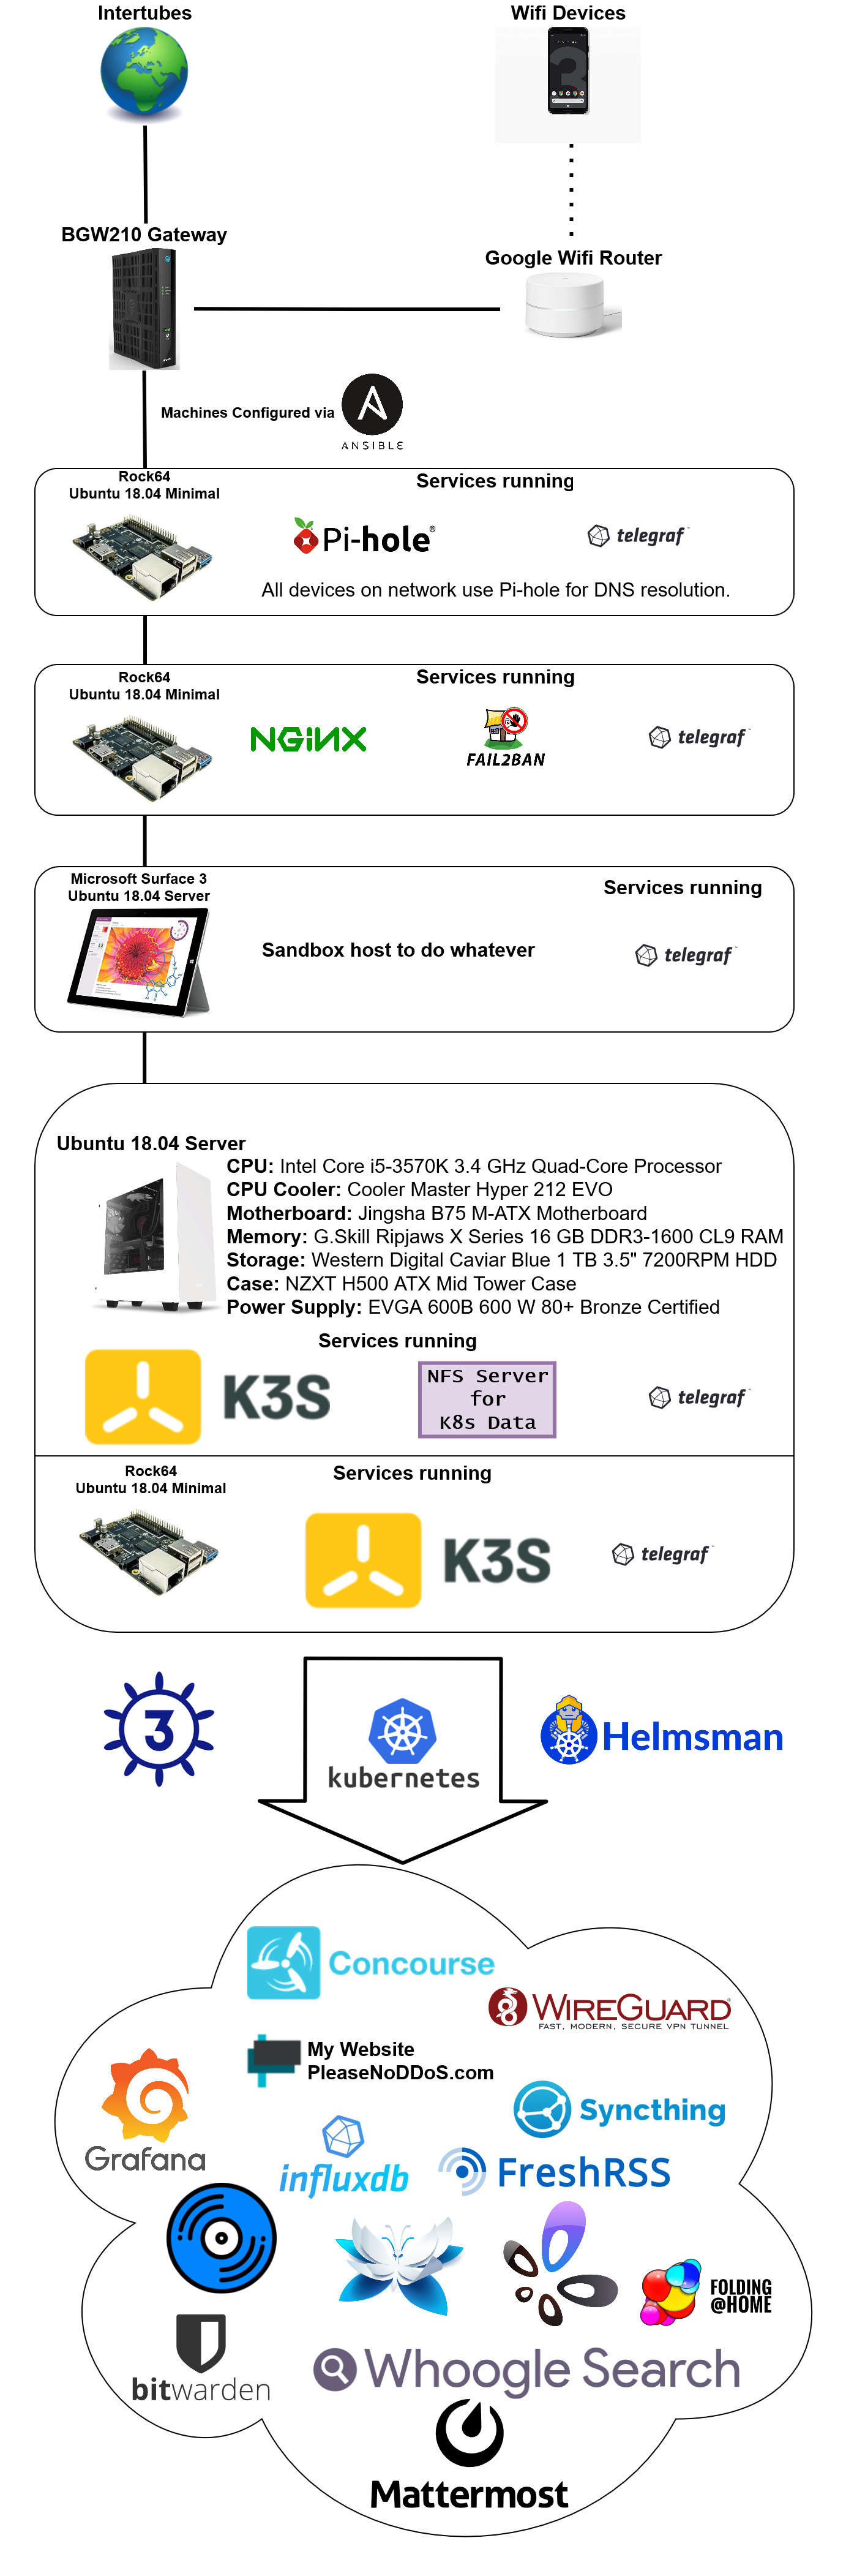 Intertubes
Wifi Devices
BGW210 Gateway
Google Wifi Router
Machines Configured via
ANSIBLE
Rock64
Ubuntu 18.04 Minimal
Services running
Pi-hole®
telegraf
All devices on network use Pi-hole for DNS resolution.
Rock64
Ubuntu 18.04 Minimal
Services running
NGiNX
FAIL2BAN
telegraf
Microsoft Surface 3
Ubuntu 18.04 Server
Services running
Sandbox host to do whatever
telegraf
Ubuntu 18.04 Server
CPU: Intel Core i5-3570K 3.4 GHz Quad-Core Processor
CPU Cooler: Cooler Master Hyper 212 EVO
Motherboard: Jingsha B75 M-ATX Motherboard
Memory: G.Skill Ripjaws X Series 16 GB DDR3-1600 CL9 RAM
Storage: Western Digital Caviar Blue 1 TB 3.5" 7200RPM HDD
Case: NZXT H500 ATX Mid Tower Case
Power Supply: EVGA 600B 600 W 80+ Bronze Certified
Services running
K3S
NFS Server
for
K8s Data
telegraf
Rock64
Ubuntu 18.04 Minimal
Services running
K3S
telegraf
3
kubernetes
Helmsman
Concourse
WIREGUARD
FAST, MODERN, SECURE VPN TUNNEL
My Website
PleaseNoDDoS.com
Grafana
Syncthing
influxdb
FreshRSS
FOLDING
@HOME
bitwarden
Whoogle Search
Mattermost